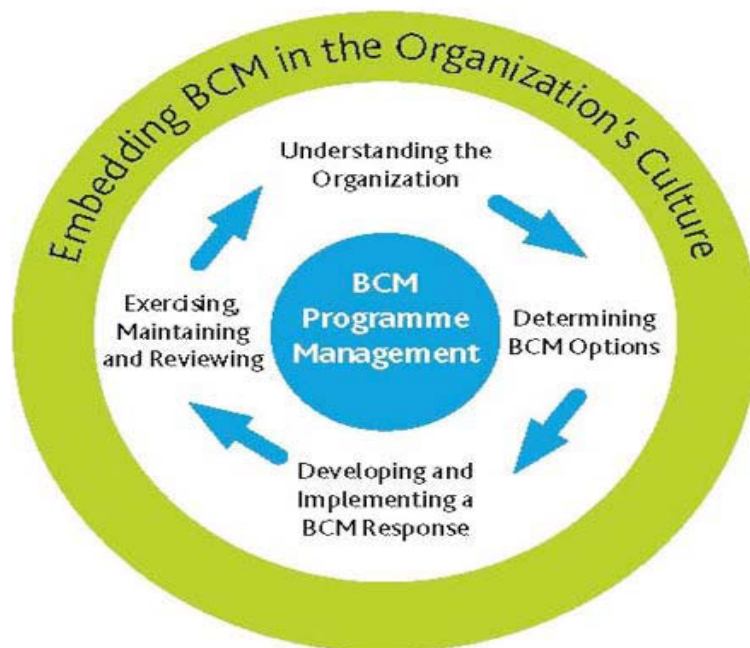 Embedding BCM in the Organization's Culture
Understanding the
Organization
BCM
Programme
Management
Determining
BCM Options
Developing and
Implementing a
BCM Response
Exercising,
Maintaining
and Reviewing